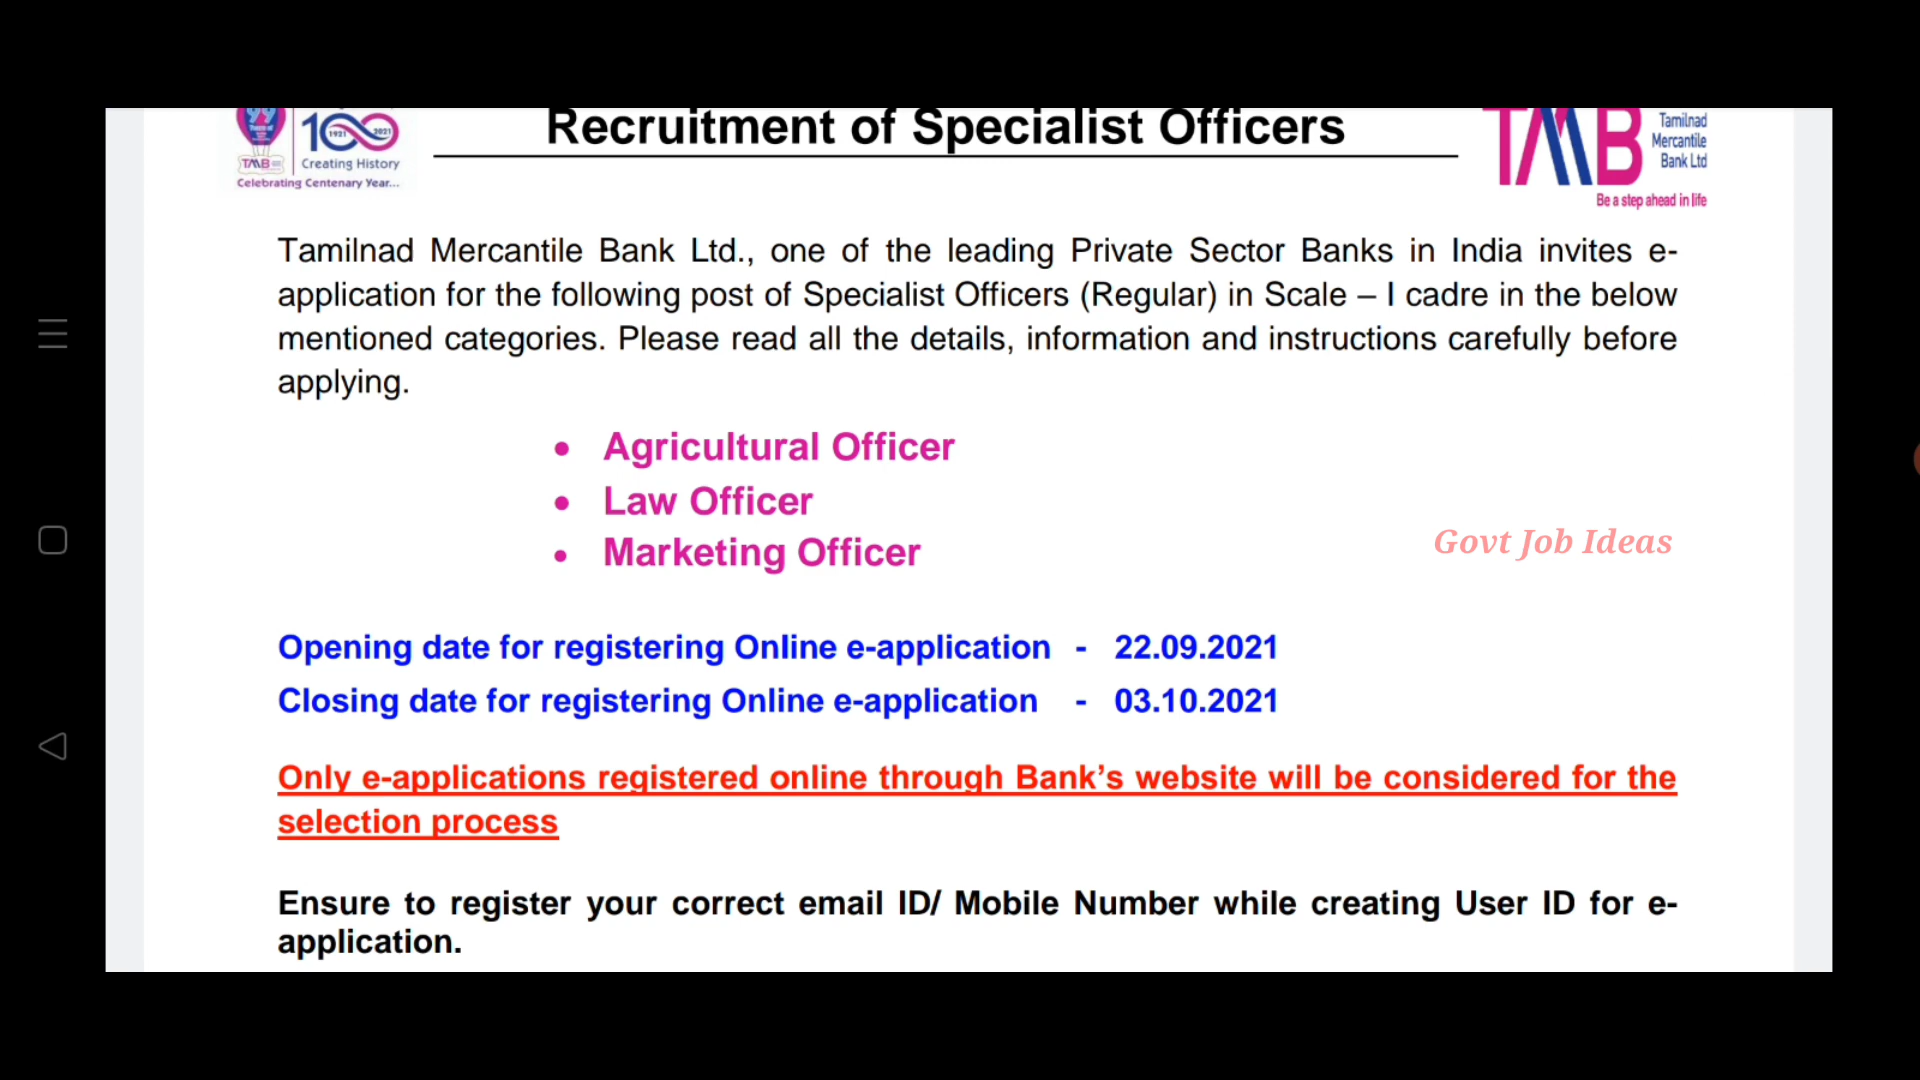 Recruitment of Specialist Officers
100
1921 2021
TMB
Creating History
Celebrating Centenary Year...
TMB
Tamilnad
Mercantile
Bank Ltd
Be a step ahead in life
Tamilnad Mercantile Bank Ltd., one of the leading Private Sector Banks in India invites e-
application for the following post of Specialist Officers (Regular) in Scale – I cadre in the below
mentioned categories. Please read all the details, information and instructions carefully before
applying.
• Agricultural Officer
• Law Officer
• Marketing Officer
Govt Job Ideas
Opening date for registering Online e-application - 22.09.2021
Closing date for registering Online e-application - 03.10.2021
Only e-applications registered online through Bank’s website will be considered for the
selection process
Ensure to register your correct email ID/ Mobile Number while creating User ID for e-
application.